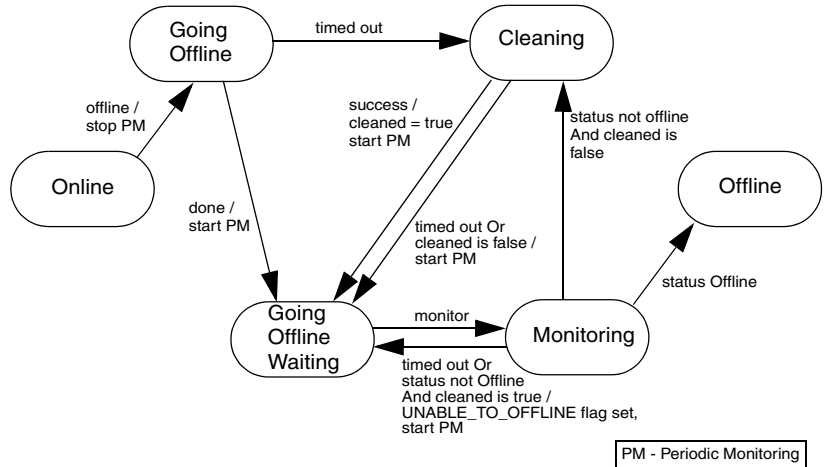 Going
Offline
timed out
Cleaning
offline /
stop PM
success /
cleaned = true
start PM
status not offline
And cleaned is
false
Online
Offline
done /
start PM
timed out Or
cleaned is false /
start PM
status Offline
Going
Offline
Waiting
monitor
Monitoring
timed out Or
status not Offline
And cleaned is true /
UNABLE_TO_OFFLINE flag set,
start PM
PM - Periodic Monitoring